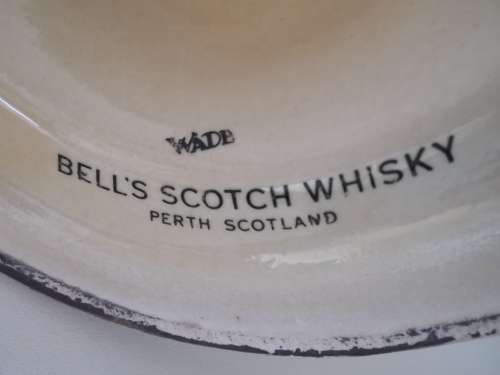 WADE
BELL'S SCOTCH WHiSKY
PERTH SCOTLAND